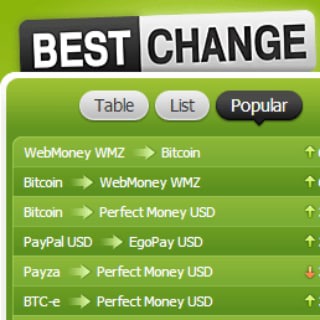 BEST CHANGE
Table List Popular
WebMoney WMZ Bitcoin
Bitcoin WebMoney WMZ
Bitcoin Perfect Money USD
PayPal USD EgoPay USD
Payza Perfect Money USD
BTC-e Perfect Money USD